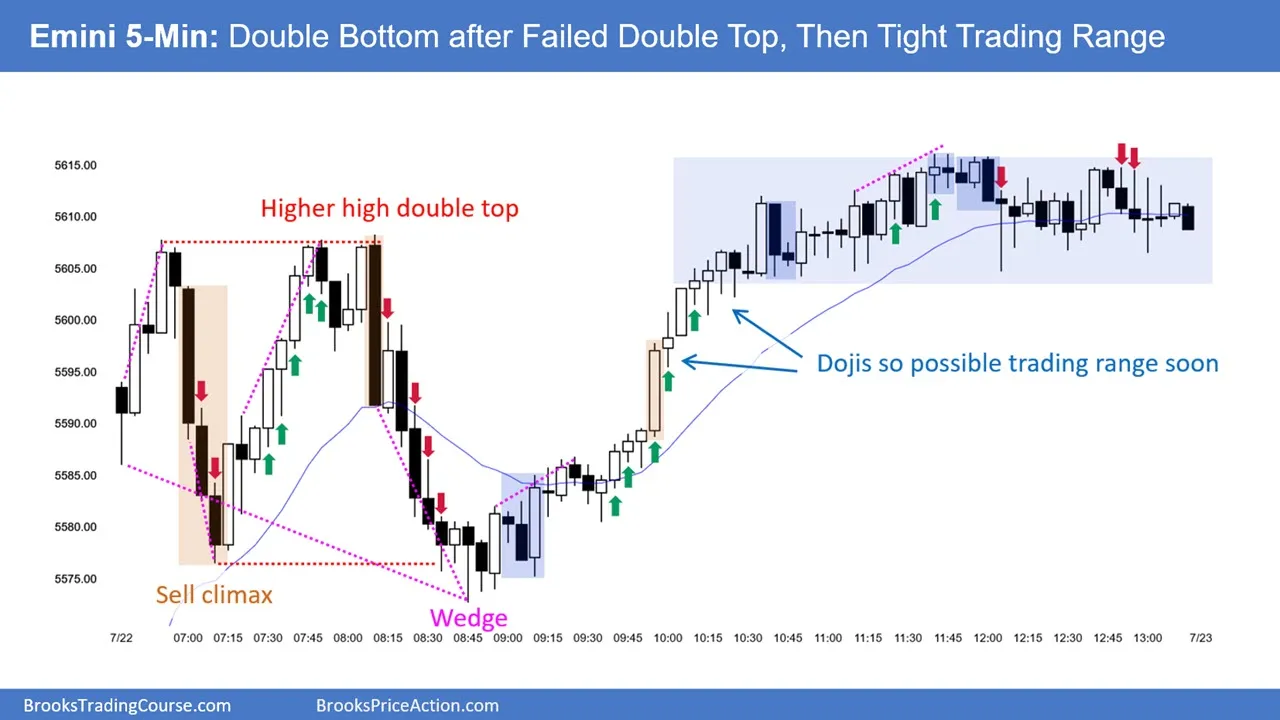 Emini 5-Min: Double Bottom after Failed Double Top, Then Tight Trading Range
5615.00
5610.00
5605.00
5600.00
5595.00
5590.00
5585.00
5580.00
5575.00
Higher high double top
Dojis so possible trading range soon
Sell climax
Wedge
7/22 07:00 07:15 07:30 07:45 08:00 08:15 08:30 08:45 09:00 09:15 09:30 09:45 10:00 10:15 10:30 10:45 11:00 11:15 11:30 11:45 12:00 12:15 12:30 12:45 13:00 7/23
BrooksTradingCourse.com BrooksPriceAction.com